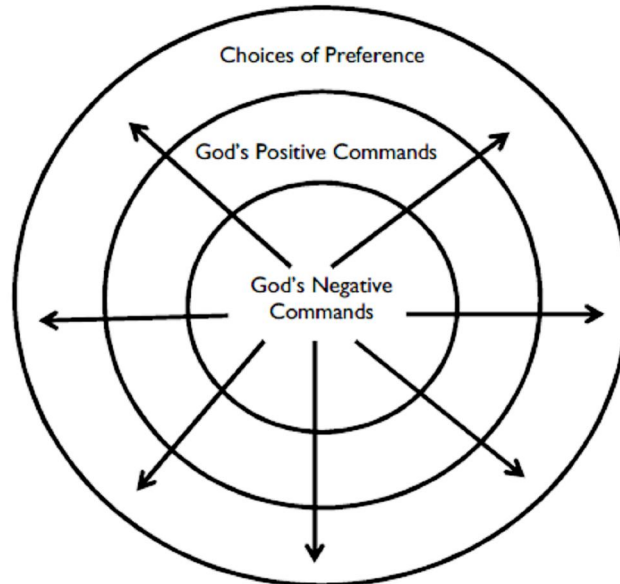 Choices of Preference
God's Positive Commands
God's Negative
Commands